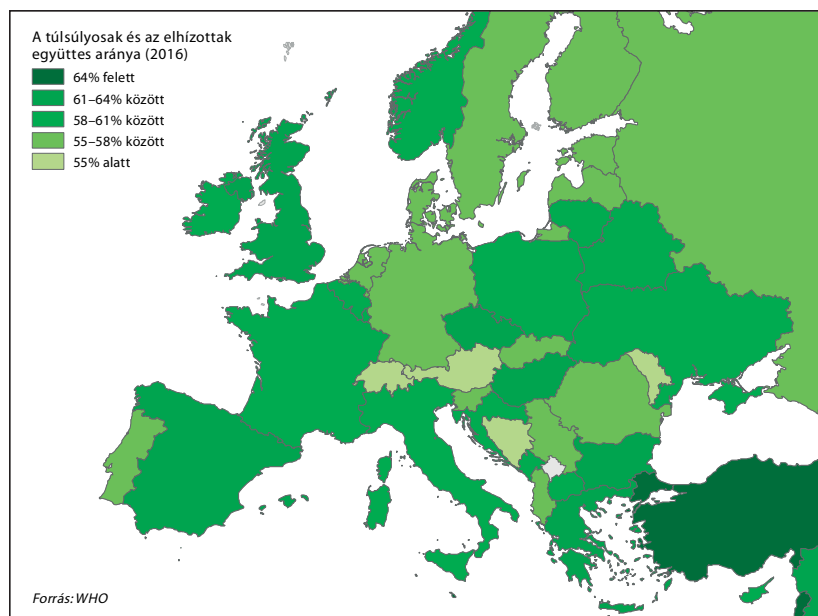 A túlsúlyosak és az elhízottak
együttes aránya (2016)
64% felett
61–64% között
58–61% között
55–58% között
55% alatt
Forrás: WHO